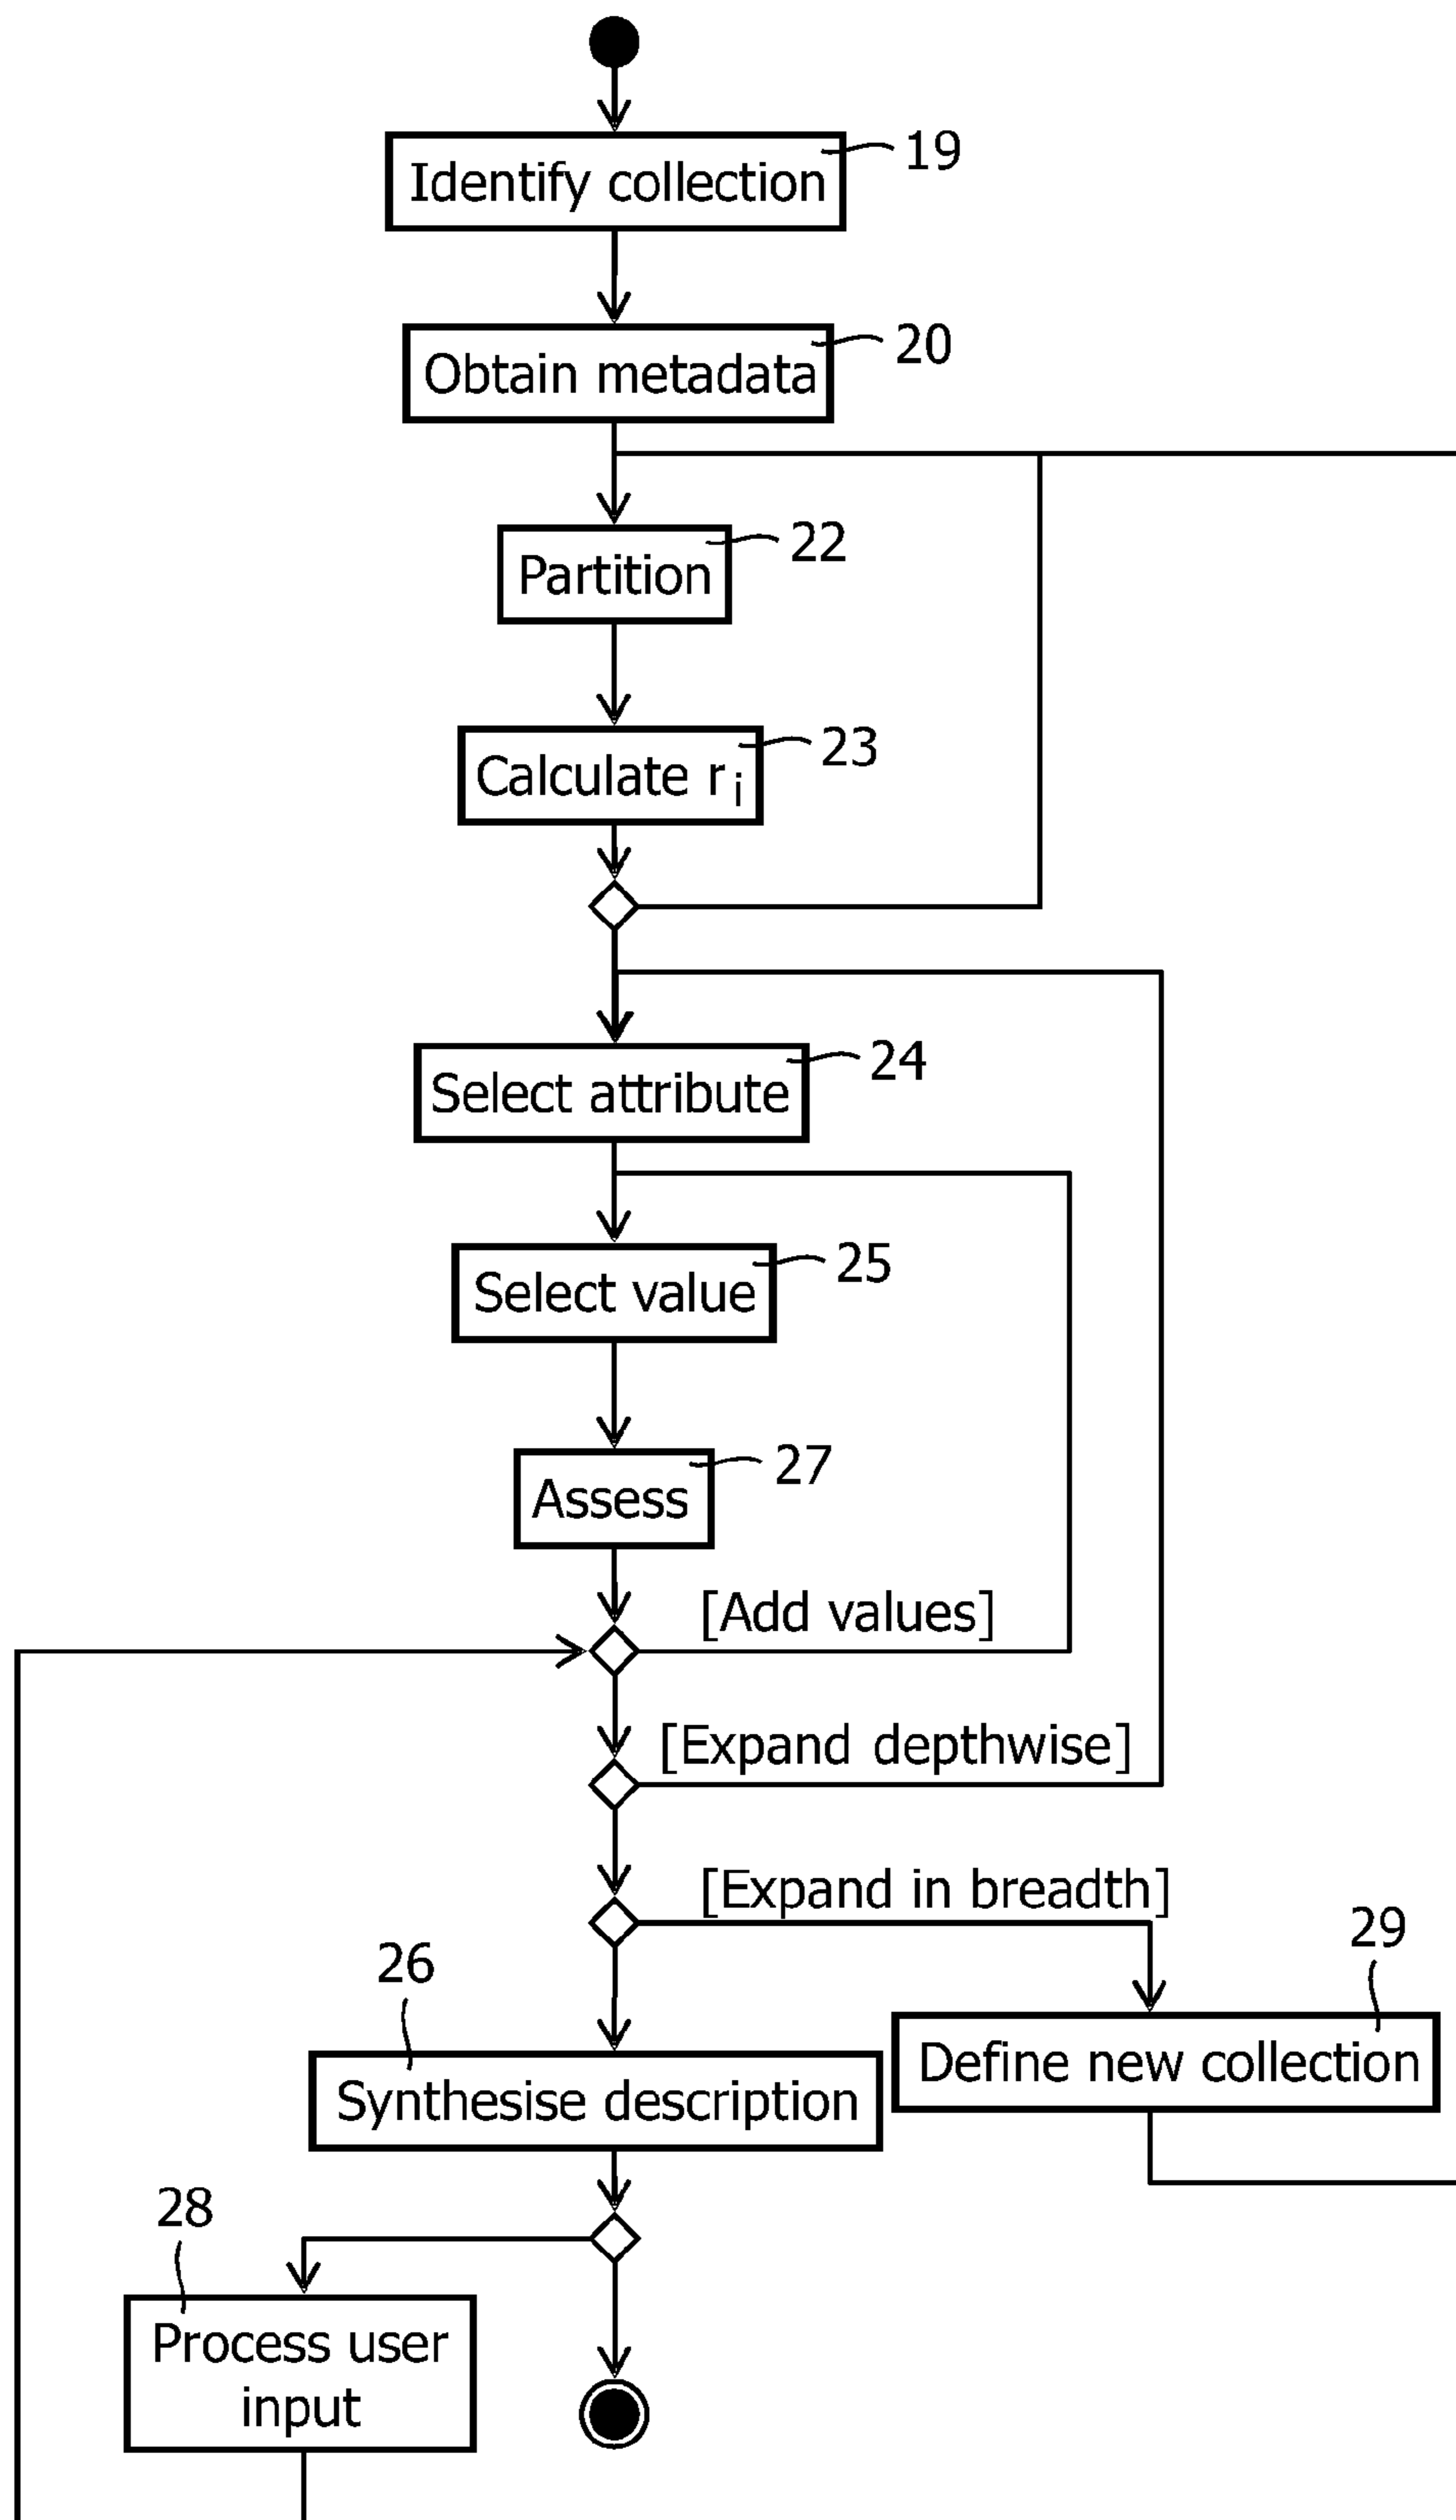 Identify collection
19
Obtain metadata
20
Partition
22
Calculate r i
23
Select attribute
24
Select value
25
Assess
27
[Add values]
[Expand depthwise]
[Expand in breadth]
29
Define new collection
26
Synthesise description
28
Process user
input